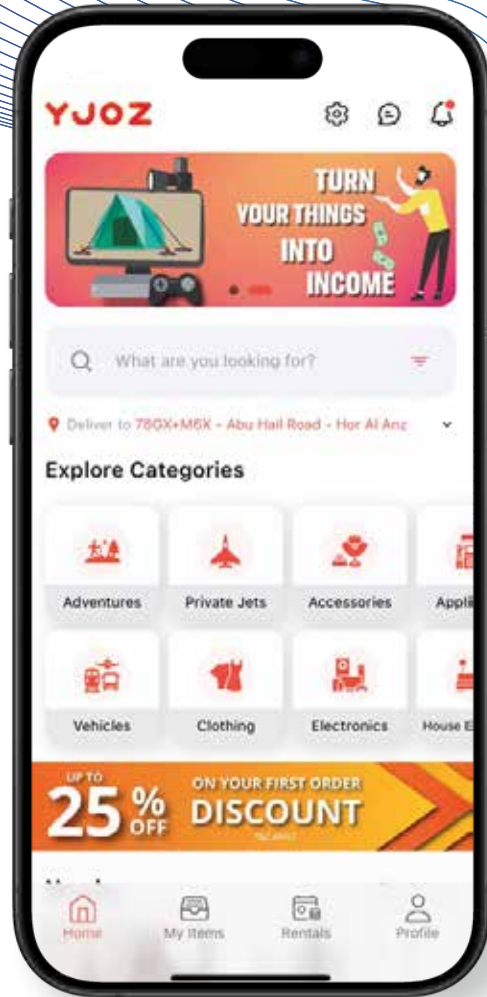 YJOZ
TURN
YOUR THINGS
INTO
INCOME
What are you looking for?
Deliver to 78GX+M6X - Abu Hail Road - Hor Al Anz
Explore Categories
Adventures
Private Jets
Accessories
Appli
Vehicles
Clothing
Electronics
House E
UP TO
25 % OFF
ON YOUR FIRST ORDER
DISCOUNT
Home
My Items
Rentals
Profile